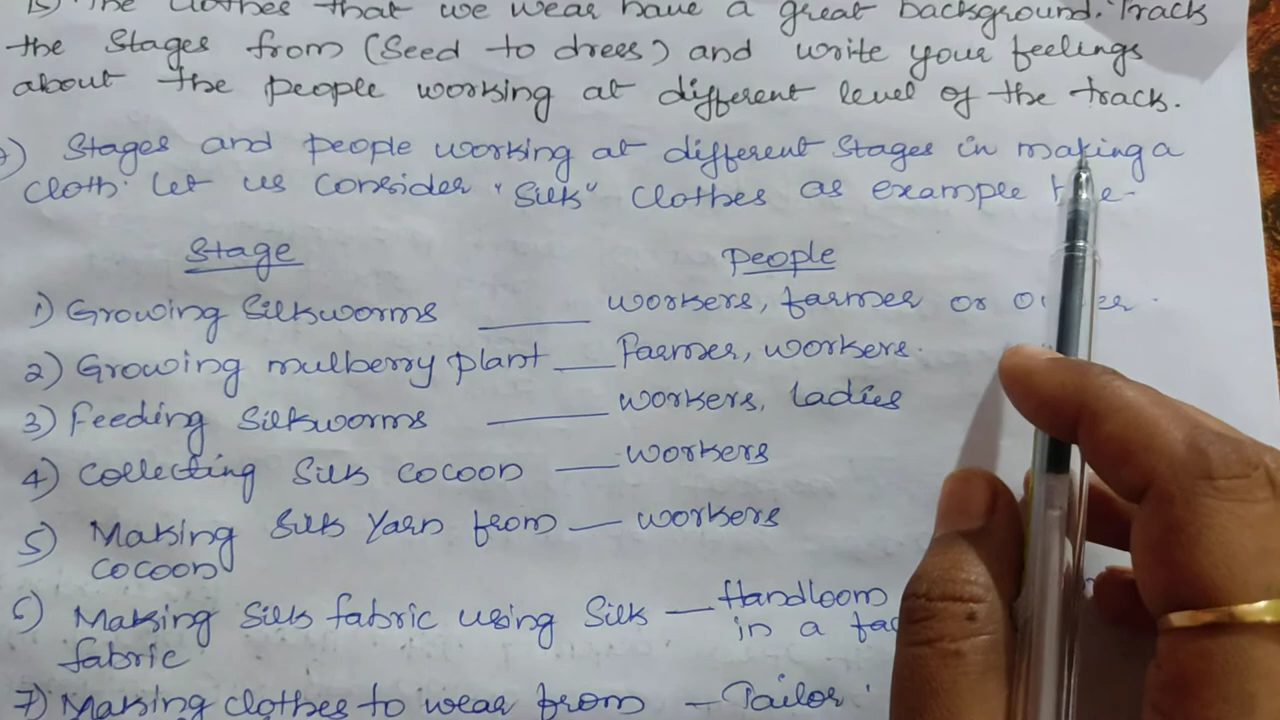 15) The clothes that we wear have a great background. Track
the Stages from (Seed to dress) and write your feelings
about the people working at different level of the track.
A) Stages and people working at different Stages in making a
cloth. Let us consider "Silk" clothes as example
Stage
People
1) Growing Silkworms ___ workers, farmer or
2) Growing mulberry plant ___ Farmer, workers.
3) Feeding Silkworms ___ workers, ladies
4) Collecting Silk cocoon ___ workers
5) Making Silk Yarn from — workers
cocoon
6) Making Silk fabric using Silk — Handloom
in a
fabric
7) Making clothes to wear from — Tailor